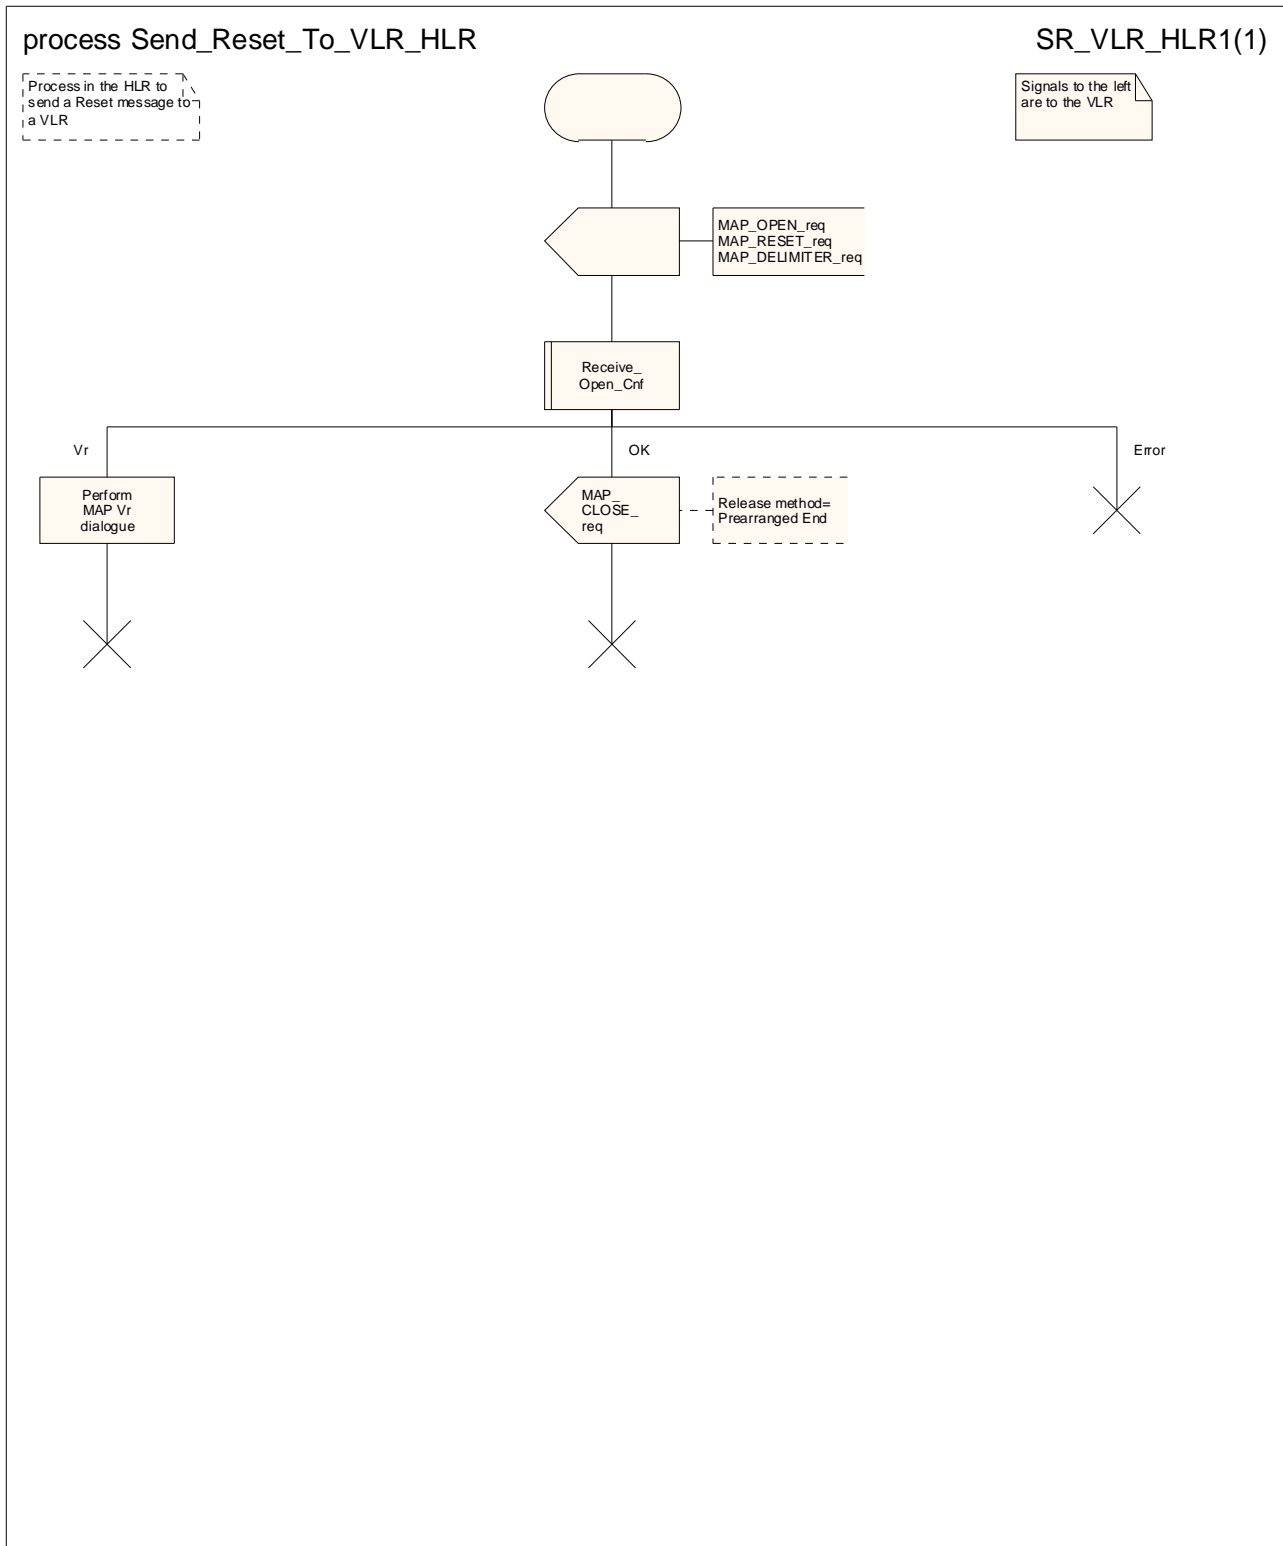 process Send_Reset_To_VLR_HLR
SR_VLR_HLR1(1)
Process in the HLR to
send a Reset message to
a VLR
Signals to the left
are to the VLR
MAP_OPEN_req
MAP_RESET_req
MAP_DELIMITER_req
Receive_
Open_Cnf
Vr
OK
Error
Perform
MAP Vr
dialogue
MAP_
CLOSE_
req
Release method=
Prearranged End